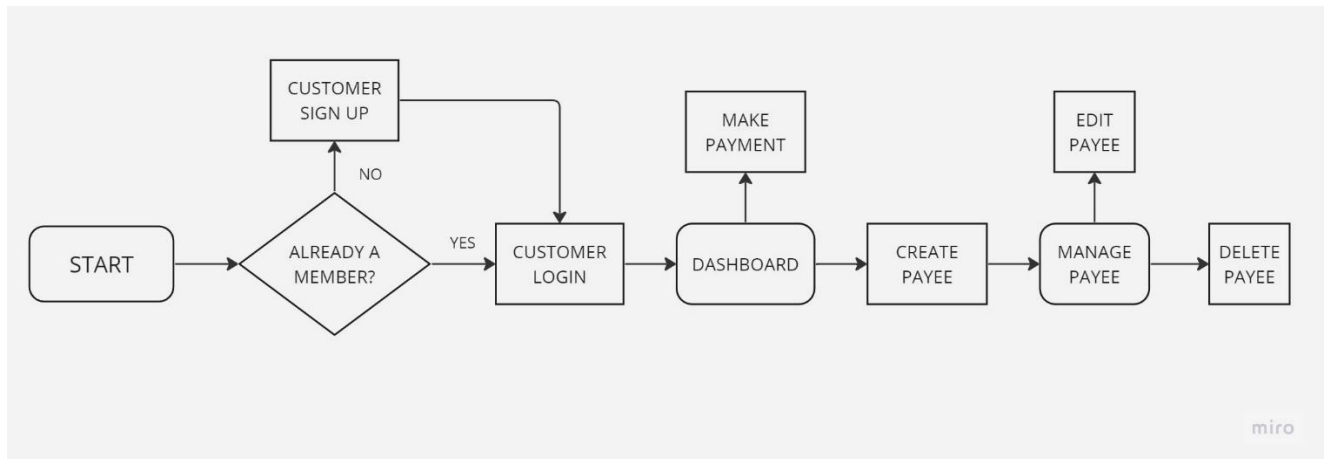 CUSTOMER
SIGN UP
MAKE
PAYMENT
EDIT
PAYEE
NO
START
ALREADY A
MEMBER?
YES
CUSTOMER
LOGIN
DASHBOARD
CREATE
PAYEE
MANAGE
PAYEE
DELETE
PAYEE
miro